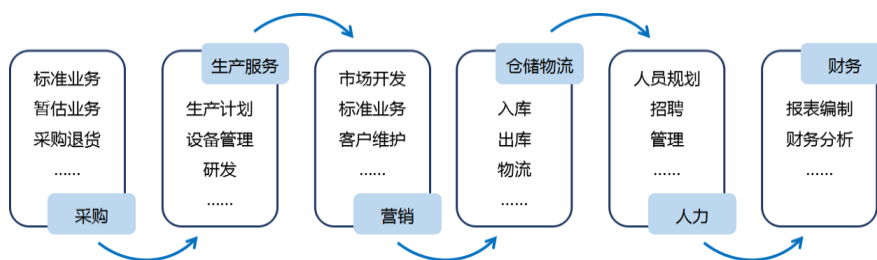 标准业务
暂估业务
采购退货
……
采购
生产服务
生产计划
设备管理
研发
……
市场开发
标准业务
客户维护
……
营销
仓储物流
入库
出库
物流
……
人员规划
招聘
管理
……
人力
财务
报表编制
财务分析
……